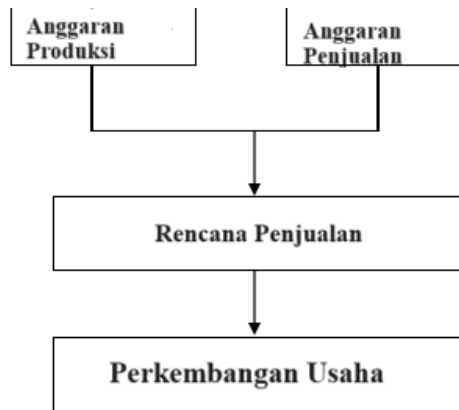 Anggaran
Produksi
Anggaran
Penjualan
Rencana Penjualan
Perkembangan Usaha